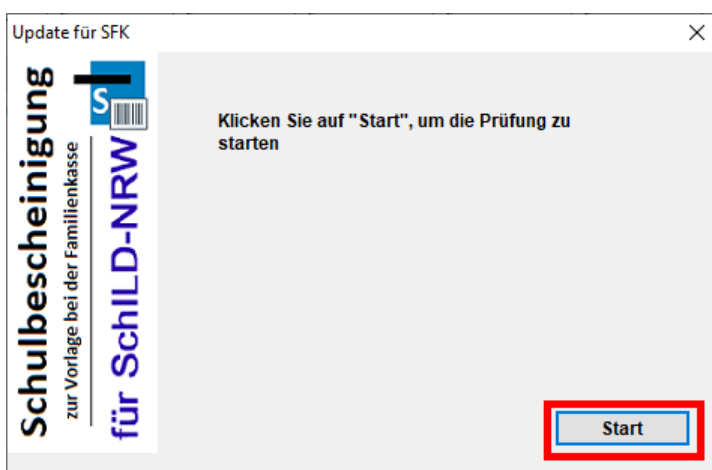 Update für SFK
Schulbescheinigung
zur Vorlage bei der Familienkasse
für SchILD-NRW
S
Klicken Sie auf "Start", um die Prüfung zu
starten
Start